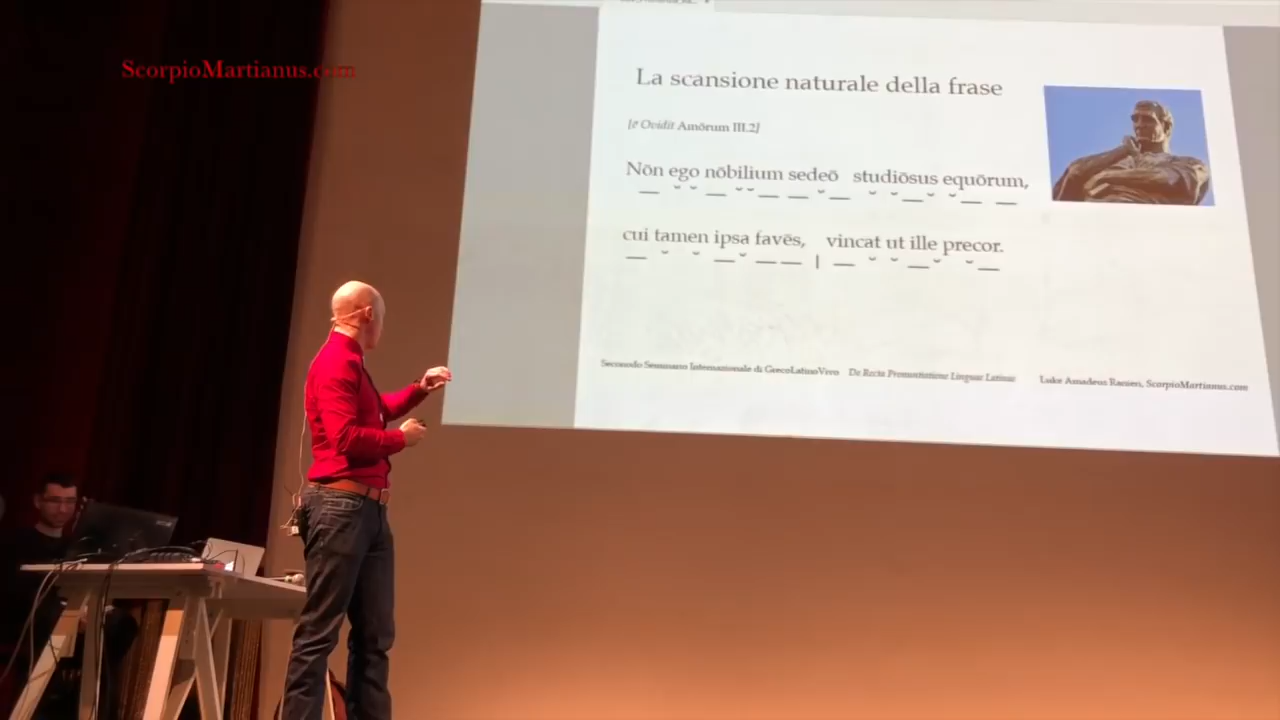 ScorpioMartianus.com
La scansione naturale della frase
[e Ovidii Amōrum III.2]
Nōn ego nōbilium sedeō studiōsus equōrum,
— ˘ ˘ — ˘ ˘ — — ˘ — ˘ ˘ — ˘ ˘ — —
cui tamen ipsa favēs, vincat ut ille precor.
— ˘ ˘ — ˘ — — | — ˘ ˘ — ˘ ˘ —
Secondo Seminario Internazionale di GrecoLatinoVivo De Recta Pronuntiatione Linguae Latinae Luke Amadeus Ranieri, ScorpioMartianus.com